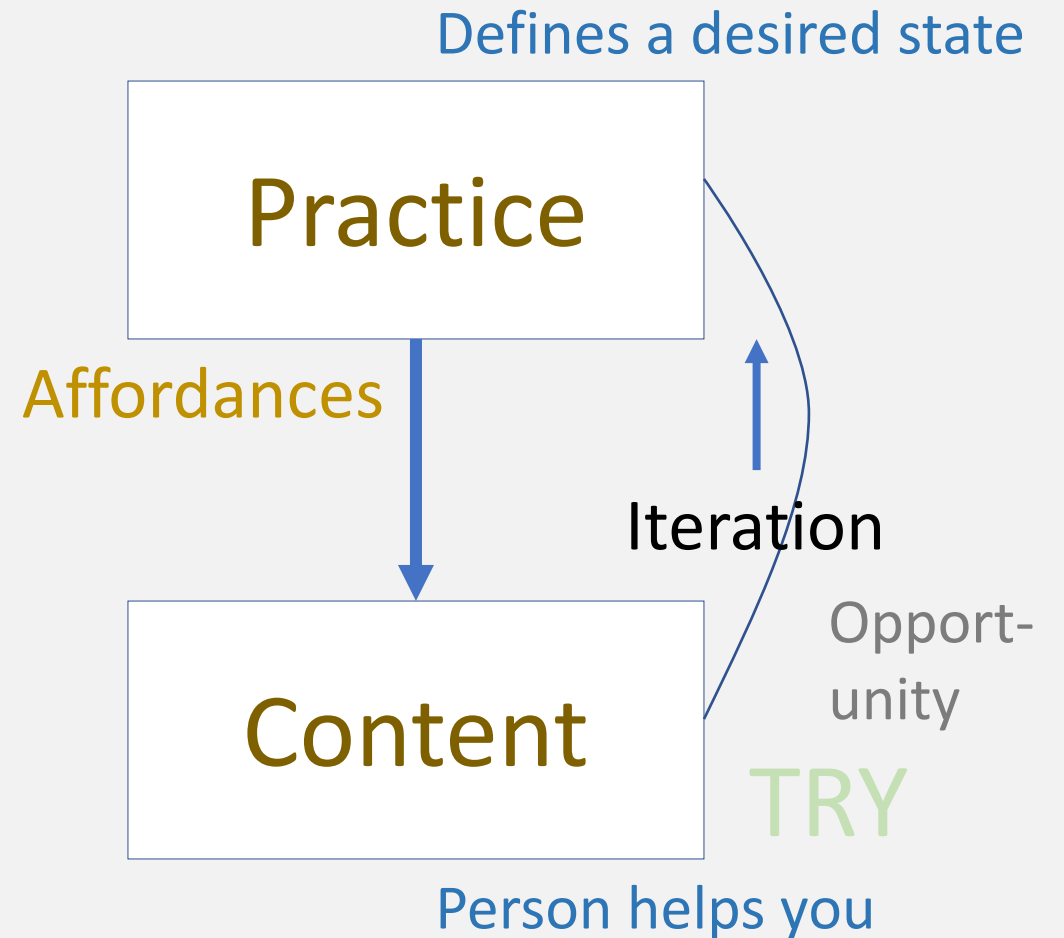 Defines a desired state
Practice
Affordances
Iteration
Opport-
unity
Content
TRY
Person helps you